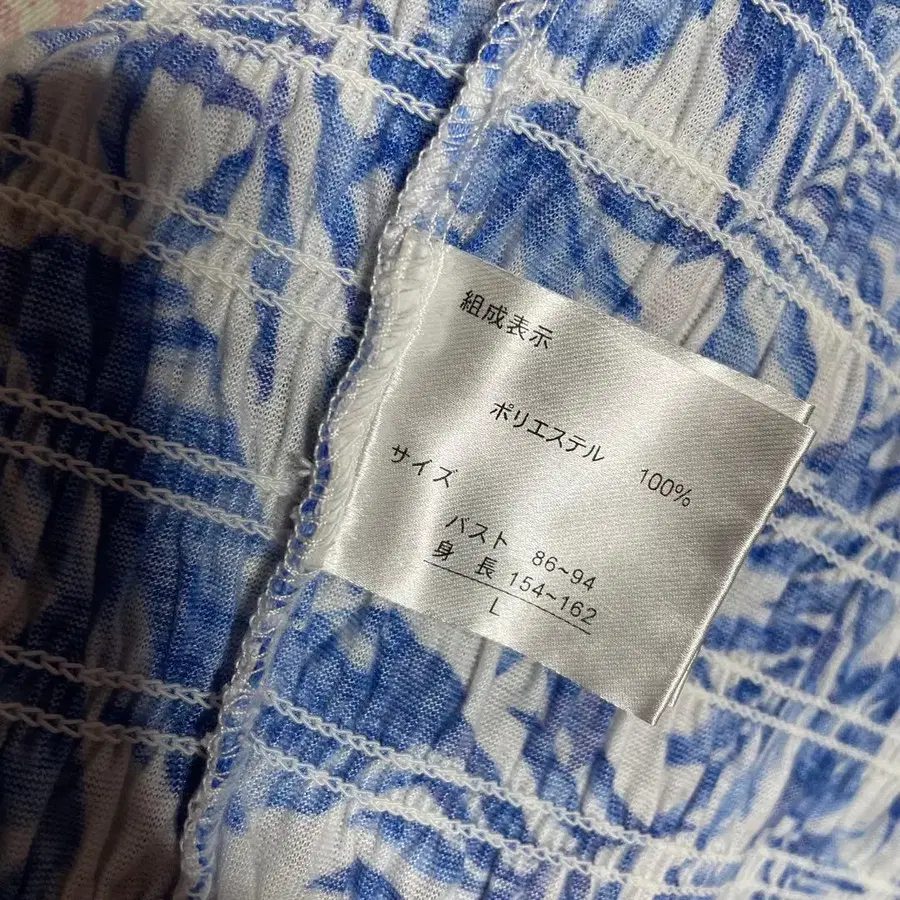 組成表示
ポリエステル 100%
サイズ
バスト 86~94
身 長 154~162
L